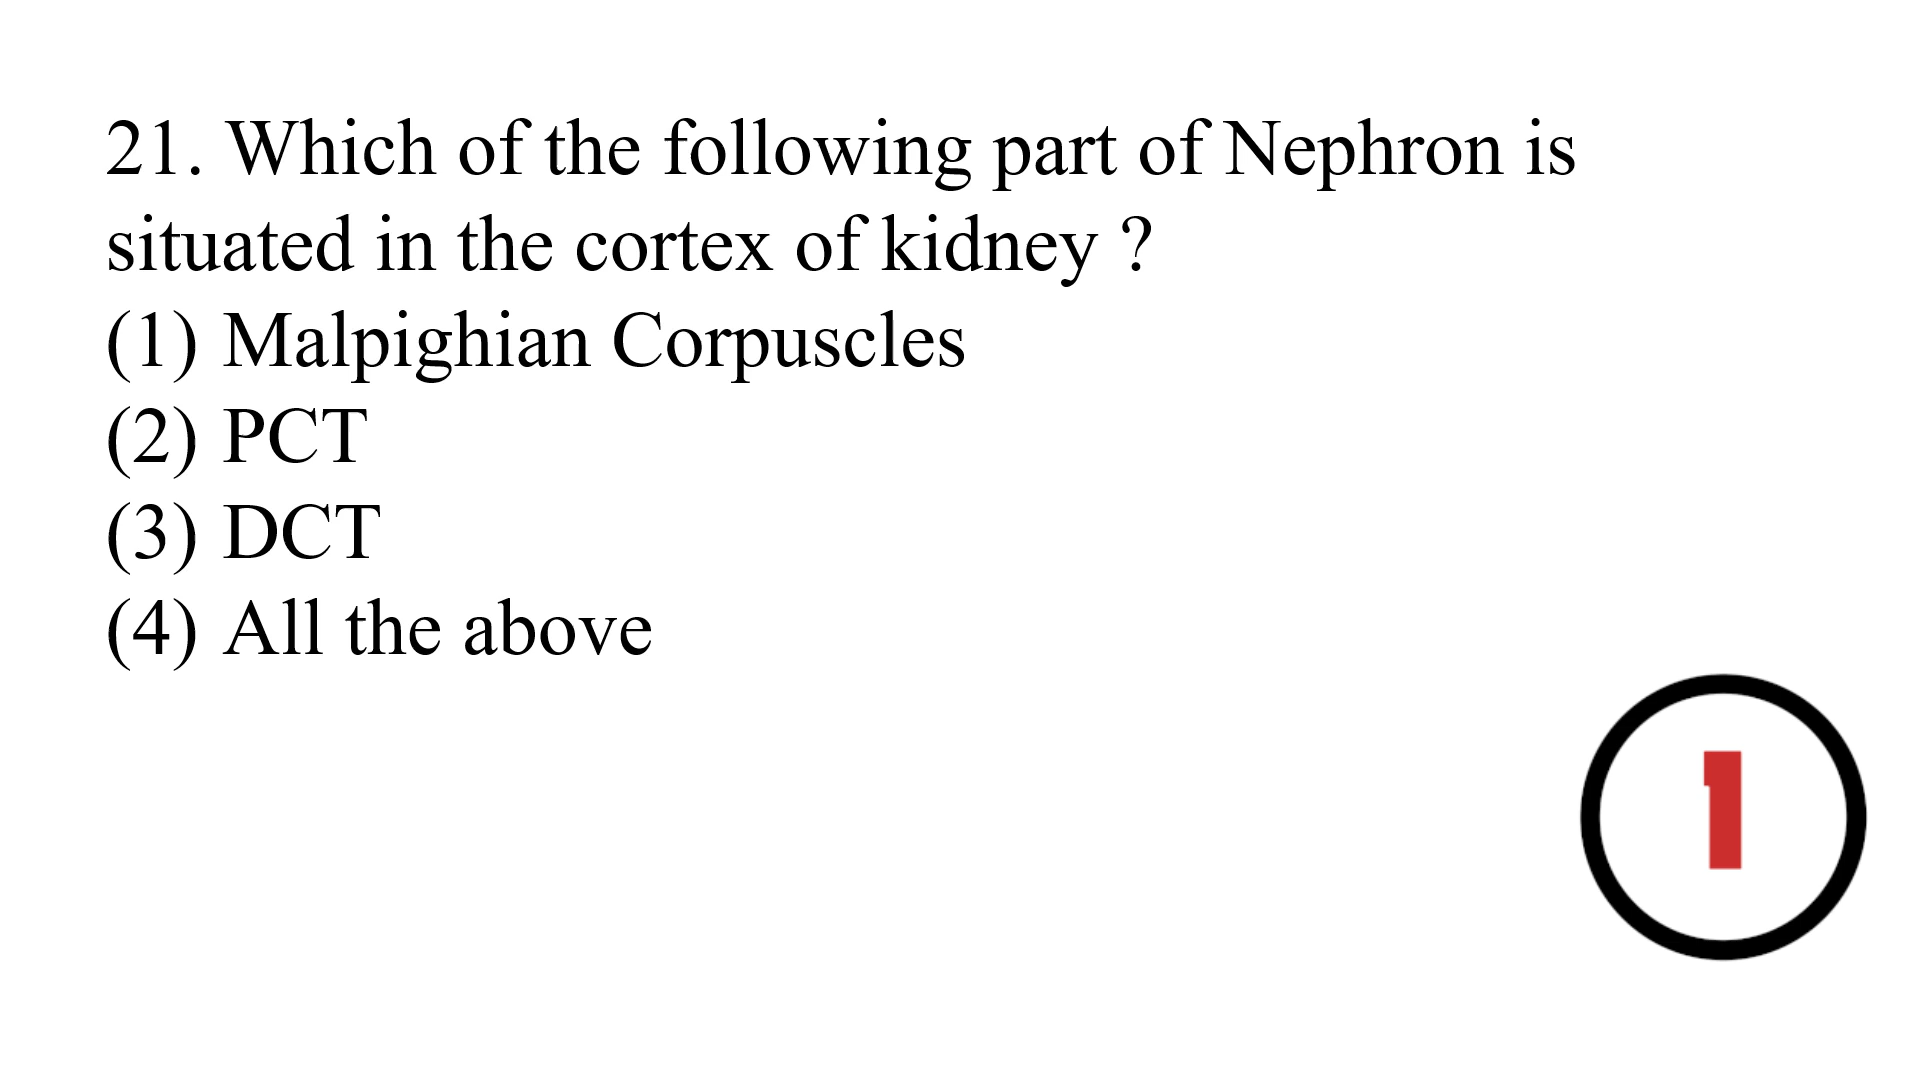 21. Which of the following part of Nephron is
situated in the cortex of kidney ?
(1) Malpighian Corpuscles
(2) PCT
(3) DCT
(4) All the above
1